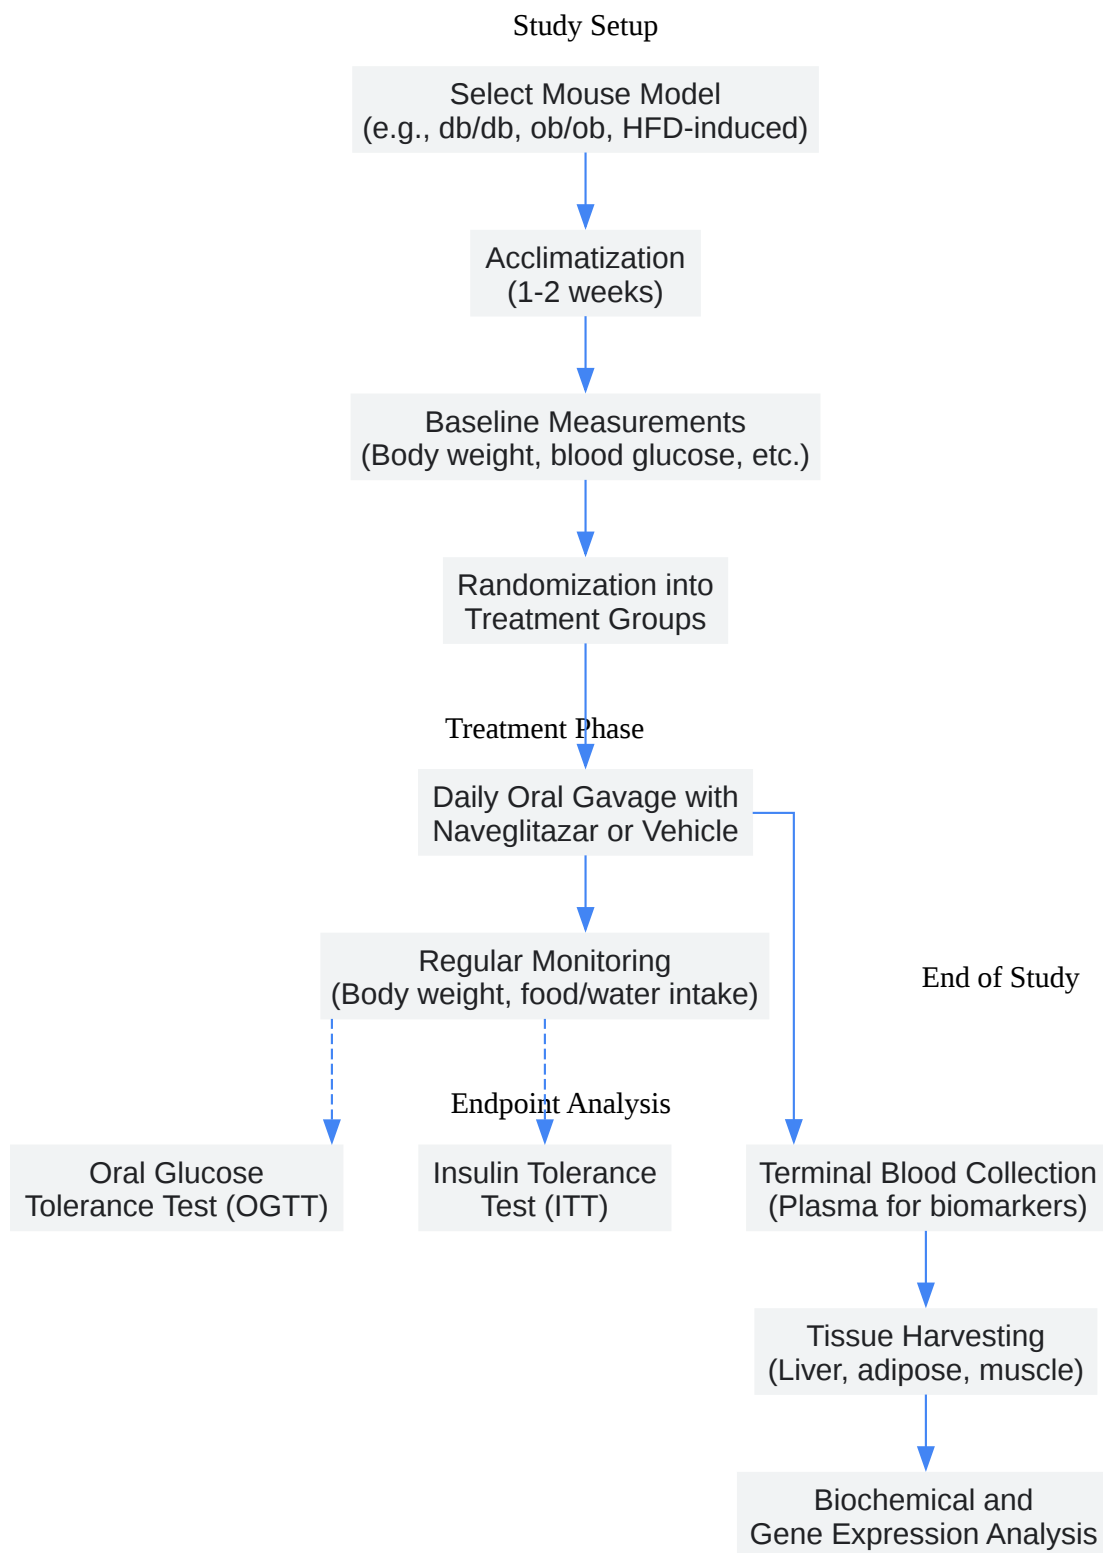 Study Setup
Select Mouse Model
(e.g., db/db, ob/ob, HFD-induced)
Acclimatization
(1-2 weeks)
Baseline Measurements
(Body weight, blood glucose, etc.)
Randomization into
Treatment Groups
Treatment Phase
Daily Oral Gavage with
Naveglitazar or Vehicle
Regular Monitoring
(Body weight, food/water intake)
End of Study
Endpoint Analysis
Oral Glucose
Tolerance Test (OGTT)
Insulin Tolerance
Test (ITT)
Terminal Blood Collection
(Plasma for biomarkers)
Tissue Harvesting
(Liver, adipose, muscle)
Biochemical and
Gene Expression Analysis